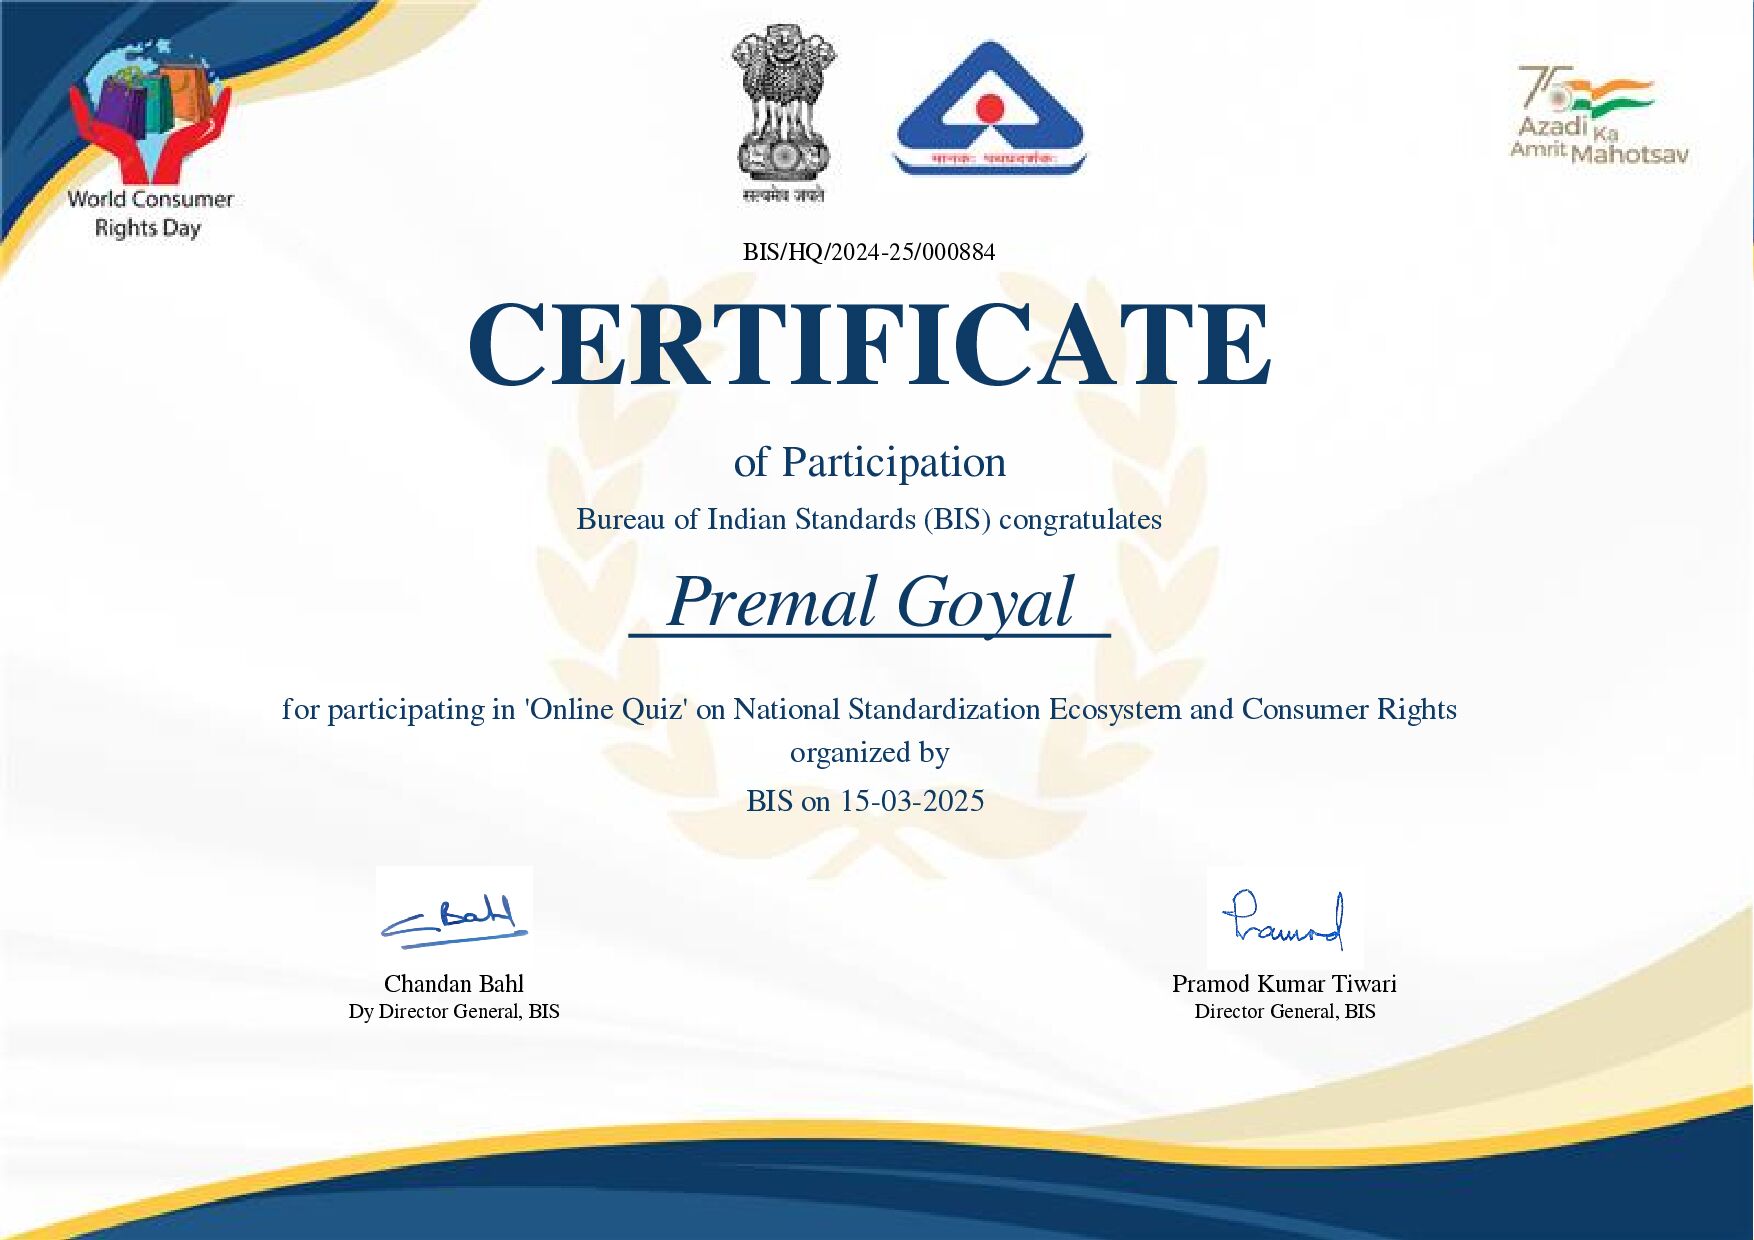 World Consumer
Rights Day
सत्यमेव जयते
मानकः पथप्रदर्शकः
75
Azadi Ka
Amrit Mahotsav
BIS/HQ/2024-25/000884
CERTIFICATE
of Participation
Bureau of Indian Standards (BIS) congratulates
Premal Goyal
for participating in 'Online Quiz' on National Standardization Ecosystem and Consumer Rights
organized by
BIS on 15-03-2025
CBahl
Pramod
Chandan Bahl
Dy Director General, BIS
Pramod Kumar Tiwari
Director General, BIS